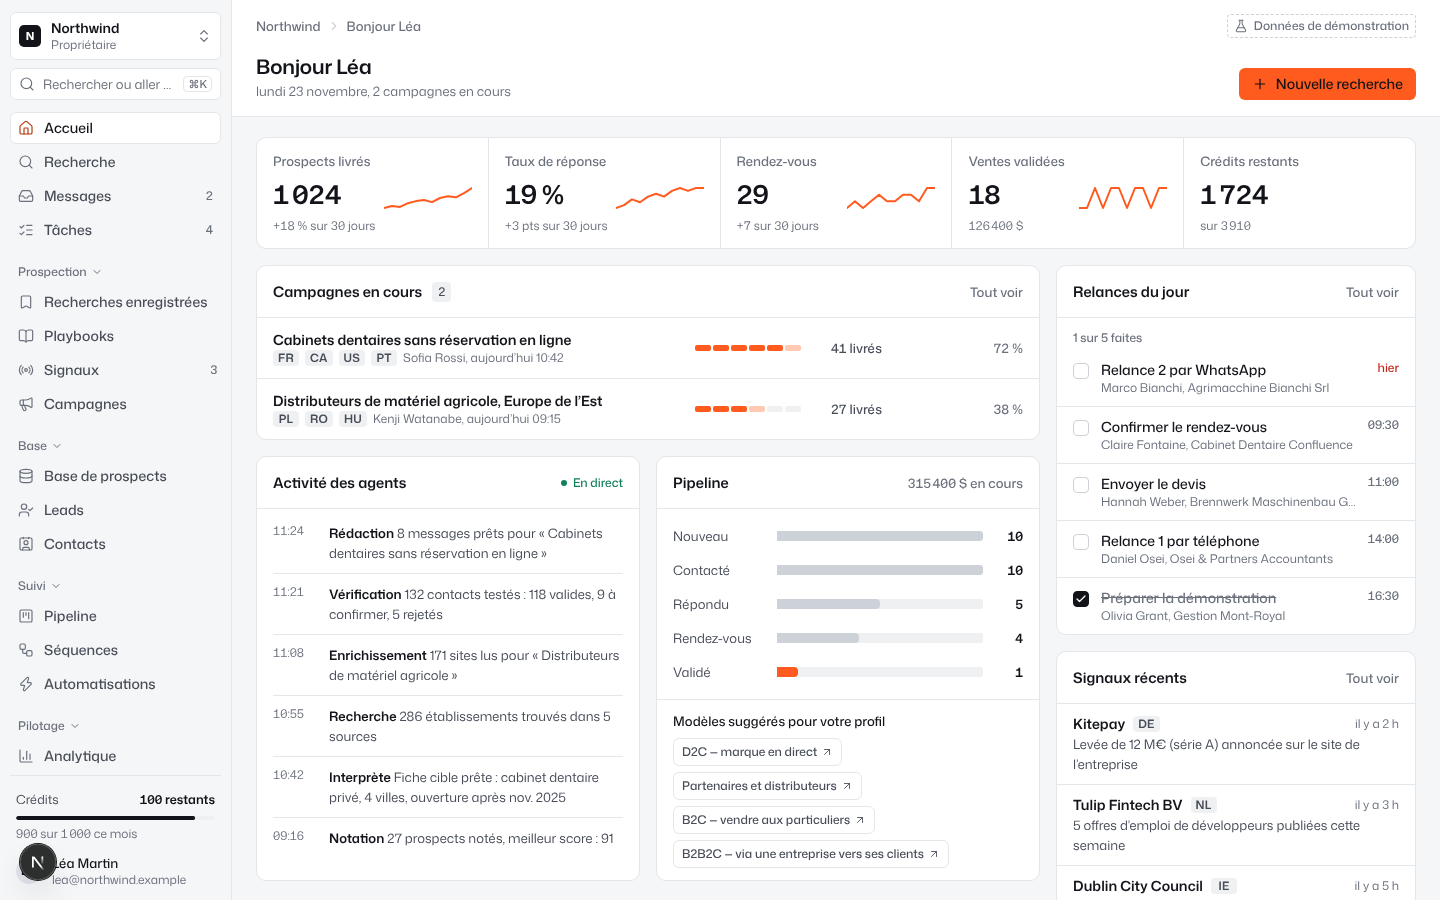 N
Northwind
Propriétaire
Rechercher ou aller ... ⌘K
Accueil
Recherche
Messages 2
Tâches 4
Prospection
Recherches enregistrées
Playbooks
Signaux 3
Campagnes
Base
Base de prospects
Leads
Contacts
Suivi
Pipeline
Séquences
Automatisations
Pilotage
Analytique
Crédits 100 restants
900 sur 1 000 ce mois
N
Léa Martin
lea@northwind.example
Northwind > Bonjour Léa
Données de démonstration
Bonjour Léa
lundi 23 novembre, 2 campagnes en cours
+ Nouvelle recherche
Prospects livrés
1 024
+18 % sur 30 jours
Taux de réponse
19 %
+3 pts sur 30 jours
Rendez-vous
29
+7 sur 30 jours
Ventes validées
18
126 400 $
Crédits restants
1 724
sur 3 910
Campagnes en cours 2
Tout voir
Cabinets dentaires sans réservation en ligne
FR CA US PT Sofia Rossi, aujourd’hui 10:42
41 livrés
72 %
Distributeurs de matériel agricole, Europe de l’Est
PL RO HU Kenji Watanabe, aujourd’hui 09:15
27 livrés
38 %
Activité des agents
En direct
11:24 Rédaction 8 messages prêts pour « Cabinets
dentaires sans réservation en ligne »
11:21 Vérification 132 contacts testés : 118 valides, 9 à
confirmer, 5 rejetés
11:08 Enrichissement 171 sites lus pour « Distributeurs
de matériel agricole »
10:55 Recherche 286 établissements trouvés dans 5
sources
10:42 Interprète Fiche cible prête : cabinet dentaire
privé, 4 villes, ouverture après nov. 2025
09:16 Notation 27 prospects notés, meilleur score : 91
Pipeline
315 400 $ en cours
Nouveau 10
Contacté 10
Répondu 5
Rendez-vous 4
Validé 1
Modèles suggérés pour votre profil
D2C – marque en direct
Partenaires et distributeurs
B2C – vendre aux particuliers
B2B2C – via une entreprise vers ses clients
Relances du jour
Tout voir
1 sur 5 faites
Relance 2 par WhatsApp hier
Marco Bianchi, Agrimacchine Bianchi Srl
Confirmer le rendez-vous 09:30
Claire Fontaine, Cabinet Dentaire Confluence
Envoyer le devis 11:00
Hannah Weber, Brennwerk Maschinenbau G...
Relance 1 par téléphone 14:00
Daniel Osei, Osei & Partners Accountants
Préparer la démonstration 16:30
Olivia Grant, Gestion Mont-Royal
Signaux récents
Tout voir
Kitepay DE il y a 2 h
Levée de 12 M€ (série A) annoncée sur le site de
l’entreprise
Tulip Fintech BV NL il y a 3 h
5 offres d’emploi de développeurs publiées cette
semaine
Dublin City Council IE il y a 5 h